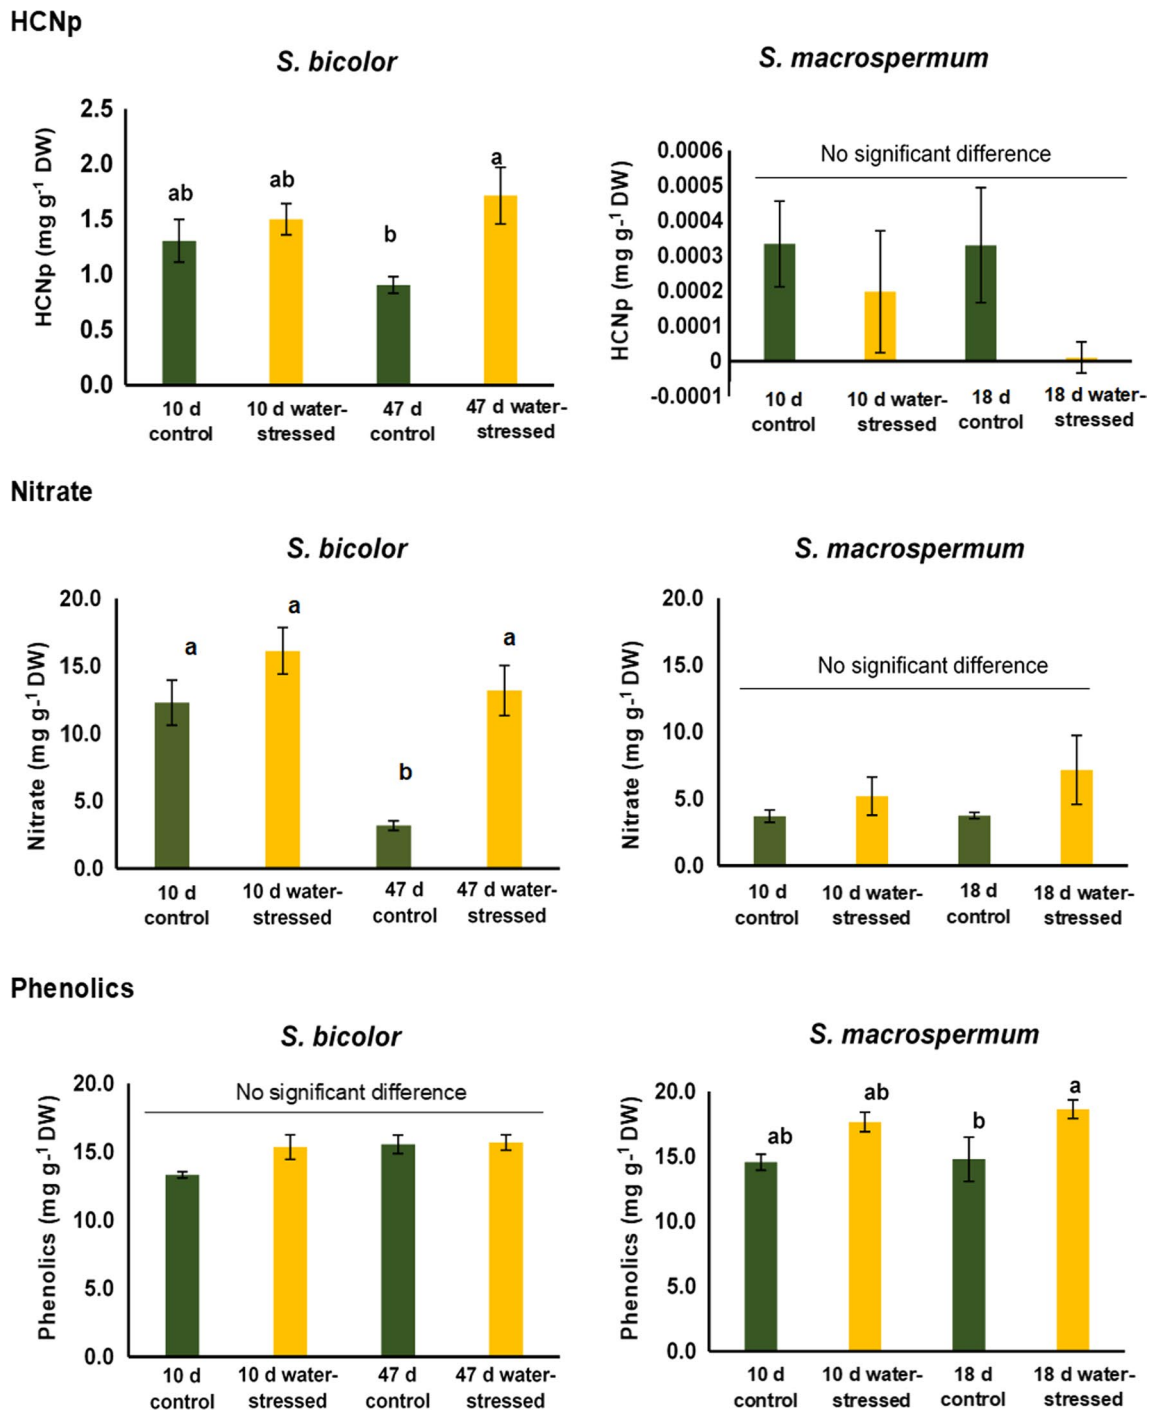 HCNp
S. bicolor
HCNp (mg g-1 DW)
2.5
2.0
1.5
1.0
0.5
0.0
ab
ab
b
a
10 d control
10 d water-stressed
47 d control
47 d water-stressed
S. macrospermum
HCNp (mg g-1 DW)
0.0006
0.0005
0.0004
0.0003
0.0002
0.0001
0
-0.0001
No significant difference
10 d control
10 d water-stressed
18 d control
18 d water-stressed
Nitrate
S. bicolor
Nitrate (mg g-1 DW)
20.0
15.0
10.0
5.0
0.0
a
a
b
a
10 d control
10 d water-stressed
47 d control
47 d water-stressed
S. macrospermum
Nitrate (mg g-1 DW)
20.0
15.0
10.0
5.0
0.0
No significant difference
10 d control
10 d water-stressed
18 d control
18 d water-stressed
Phenolics
S. bicolor
Phenolics (mg g-1 DW)
20.0
15.0
10.0
5.0
0.0
No significant difference
10 d control
10 d water-stressed
47 d control
47 d water-stressed
S. macrospermum
Phenolics (mg g-1 DW)
20.0
15.0
10.0
5.0
0.0
ab
ab
b
a
10 d control
10 d water-stressed
18 d control
18 d water-stressed